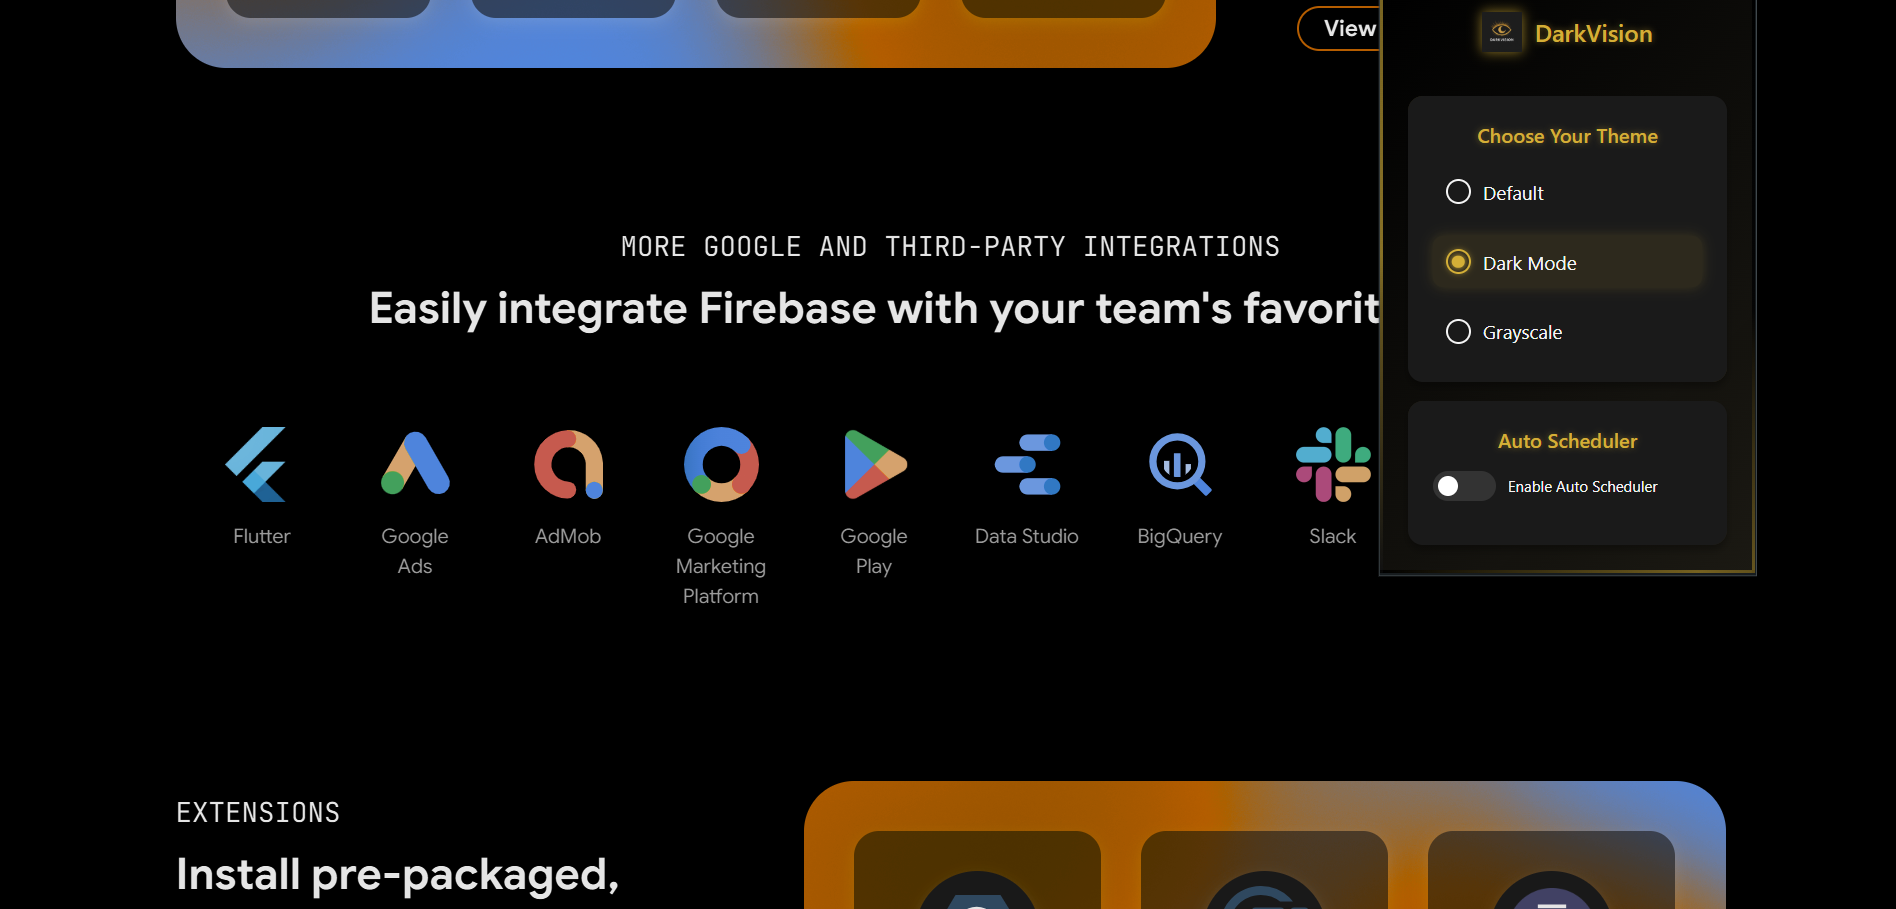 View
DarkVision
Choose Your Theme
Default
Dark Mode
Grayscale
Auto Scheduler
Enable Auto Scheduler
MORE GOOGLE AND THIRD-PARTY INTEGRATIONS
Easily integrate Firebase with your team's favorit
Flutter
Google
Ads
AdMob
Google
Marketing
Platform
Google
Play
Data Studio
BigQuery
Slack
EXTENSIONS
Install pre-packaged,